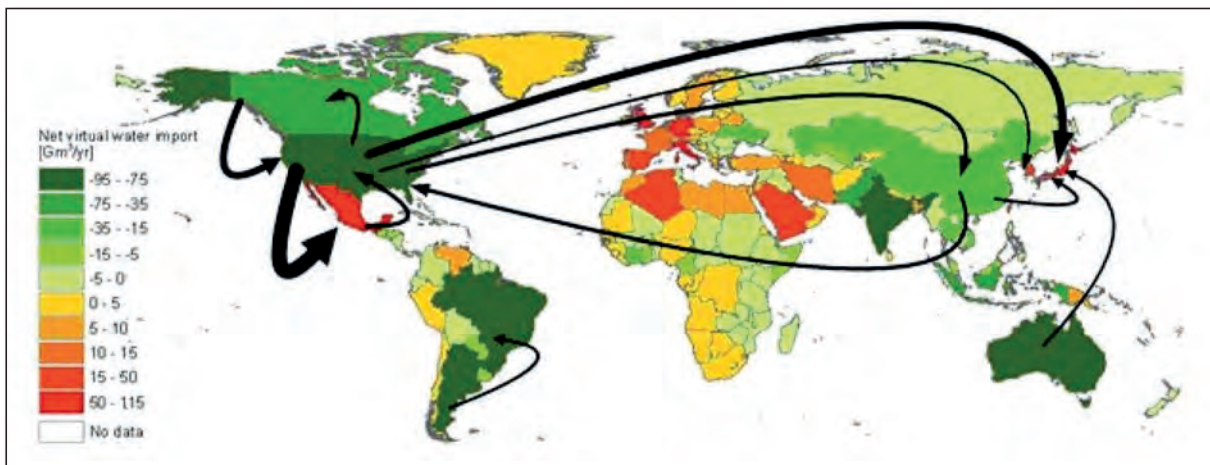 Net virtual water import
[Gm³/yr]
-95 - -75
-75 - -35
-35 - -15
-15 - -5
-5 - 0
0 - 5
5 - 10
10 - 15
15 - 50
50 - 115
No data